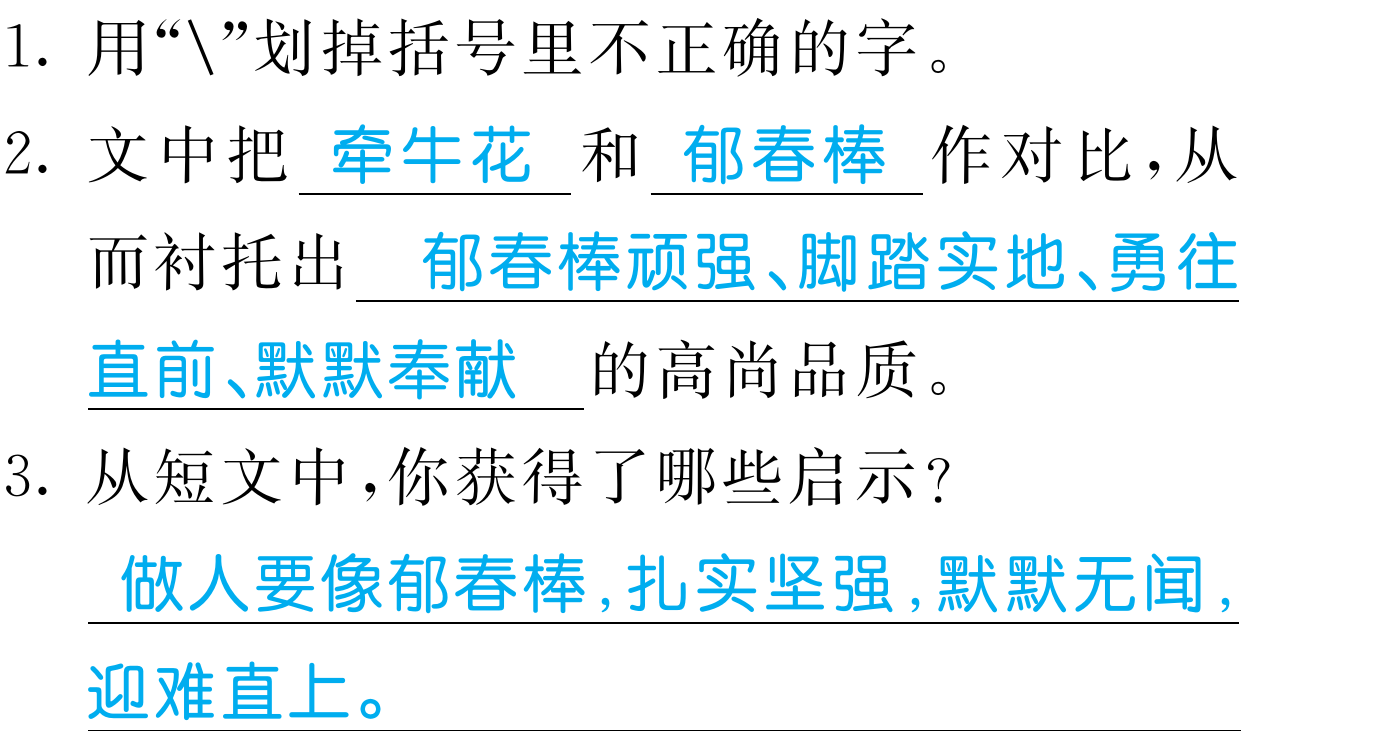 1. 用“\”划掉括号里不正确的字。
2. 文中把 牵牛花 和 郁春棒 作对比,从
而衬托出 郁春棒顽强、脚踏实地、勇往
直前、默默奉献 的高尚品质。
3. 从短文中,你获得了哪些启示?
做人要像郁春棒,扎实坚强,默默无闻,
迎难直上。